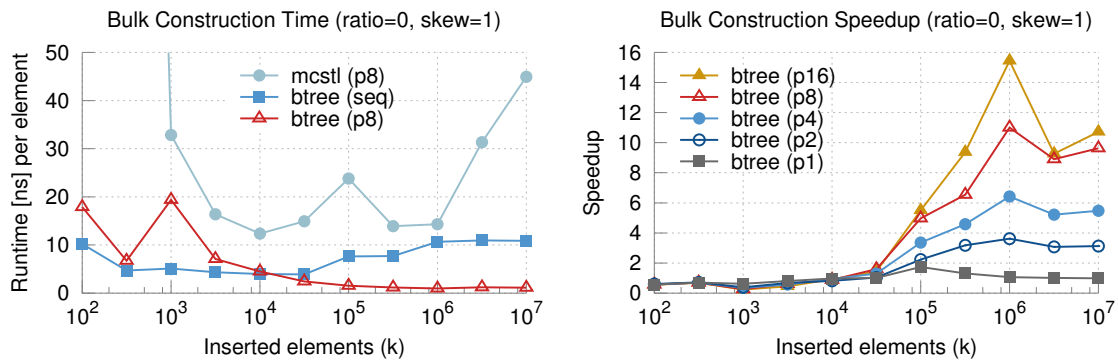 Bulk Construction Time (ratio=0, skew=1)
Runtime [ns] per element
50
40
30
20
10
0
mcstl (p8)
btree (seq)
btree (p8)
10^2 10^3 10^4 10^5 10^6 10^7
Inserted elements (k)
Bulk Construction Speedup (ratio=0, skew=1)
Speedup
16
14
12
10
8
6
4
2
0
btree (p16)
btree (p8)
btree (p4)
btree (p2)
btree (p1)
10^2 10^3 10^4 10^5 10^6 10^7
Inserted elements (k)